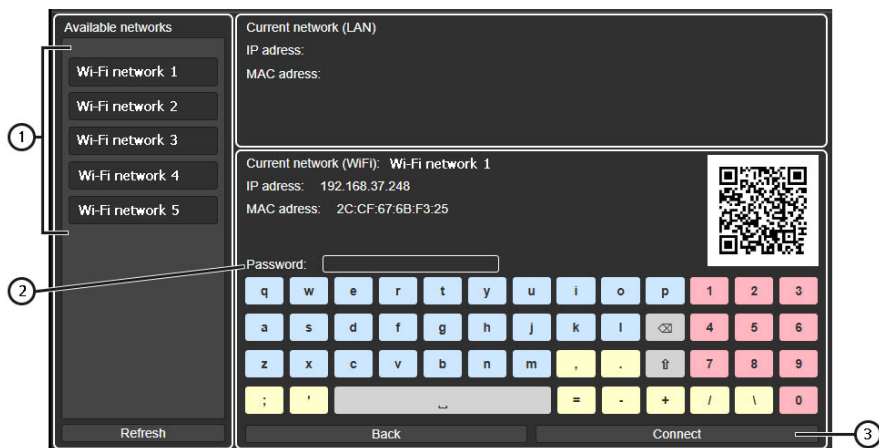 Available networks
Wi-Fi network 1
Wi-Fi network 2
Wi-Fi network 3
Wi-Fi network 4
Wi-Fi network 5
Refresh
Current network (LAN)
IP adress:
MAC adress:
Current network (WiFi): Wi-Fi network 1
IP adress: 192.168.37.248
MAC adress: 2C:CF:67:6B:F3:25
Password:
q w e r t y u i o p 1 2 3
a s d f g h j k l ⌫ 4 5 6
z x c v b n m , . ⇧ 7 8 9
; ' ␣ = - + / \ 0
Back Connect
1
2
3